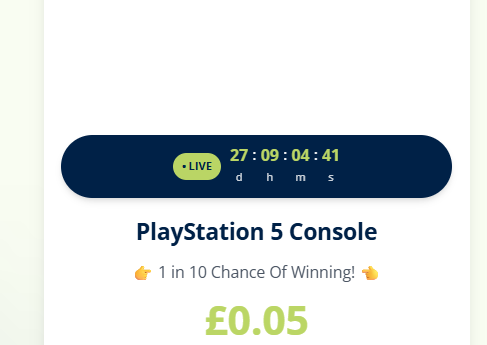 • LIVE
27 : 09 : 04 : 41
d h m s
PlayStation 5 Console
👉 1 in 10 Chance Of Winning! 👈
£0.05